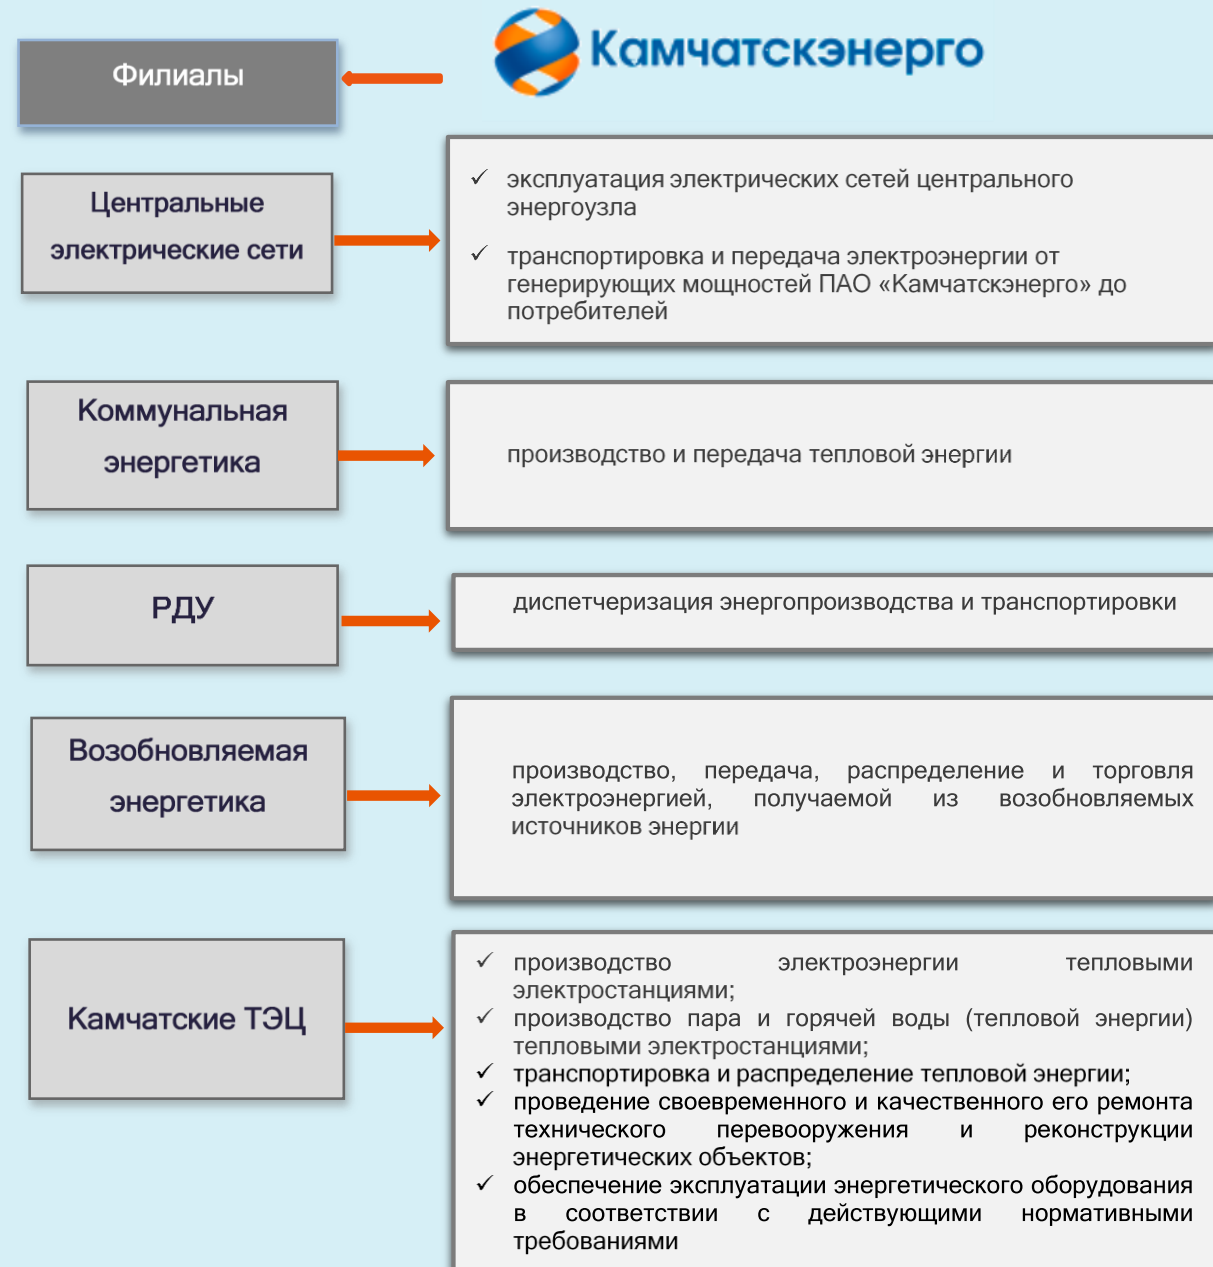 Камчатскэнерго
Филиалы
Центральные
электрические сети
✓ эксплуатация электрических сетей центрального
энергоузла
✓ транспортировка и передача электроэнергии от
генерирующих мощностей ПАО «Камчатскэнерго» до
потребителей
Коммунальная
энергетика
производство и передача тепловой энергии
РДУ
диспетчеризация энергопроизводства и транспортировки
Возобновляемая
энергетика
производство, передача, распределение и торговля
электроэнергией, получаемой из возобновляемых
источников энергии
Камчатские ТЭЦ
✓ производство электроэнергии тепловыми
электростанциями;
✓ производство пара и горячей воды (тепловой энергии)
тепловыми электростанциями;
✓ транспортировка и распределение тепловой энергии;
✓ проведение своевременного и качественного его ремонта
технического перевооружения и реконструкции
энергетических объектов;
✓ обеспечение эксплуатации энергетического оборудования
в соответствии с действующими нормативными
требованиями